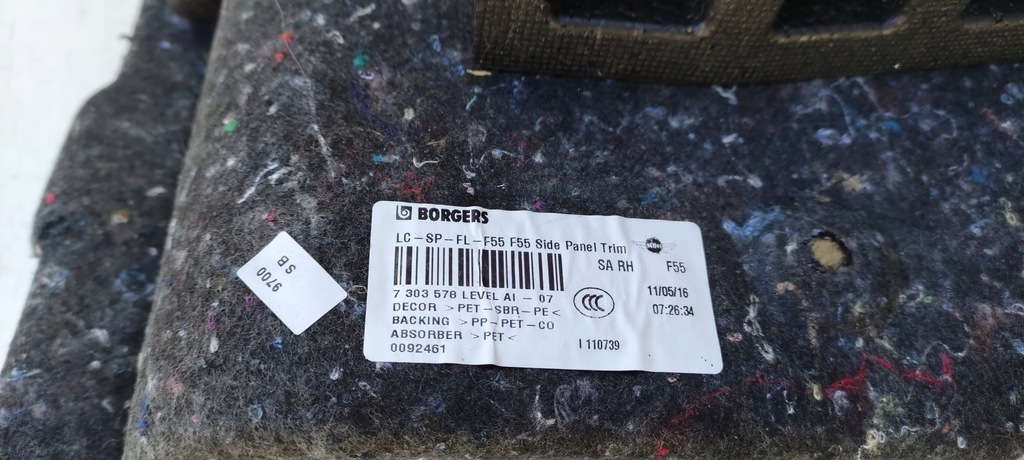 BORGERS
LC-SP-FL-F55 F55 Side Panel Trim
SA RH F55
7 303 578 LEVEL AI - 07
11/05/16
DECOR >PET-SBR-PE<
07:26:34
BACKING >PP-PET-CO
ABSORBER >PET<
I 110739
0092461
9700
SB